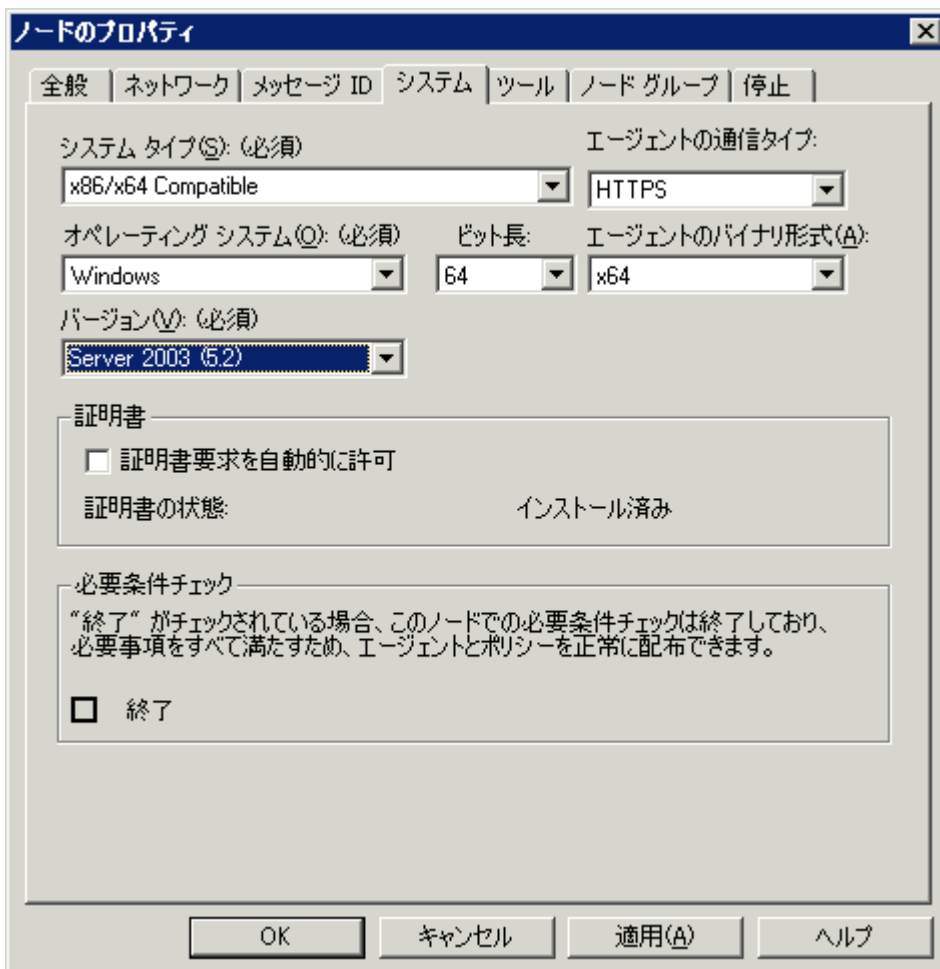 ノードのプロパティ
全般 ネットワーク メッセージ ID システム ツール ノード グループ 停止
システム タイプ(S): (必須) エージェントの通信タイプ:
x86/x64 Compatible HTTPS
オペレーティング システム(O): (必須) ビット長: エージェントのバイナリ形式(A):
Windows 64 x64
バージョン(V): (必須)
Server 2003 (5.2)
証明書
証明書要求を自動的に許可
証明書の状態: インストール済み
必要条件チェック
"終了" がチェックされている場合、このノードでの必要条件チェックは終了しており、
必要事項をすべて満たすため、エージェントとポリシーを正常に配布できます。
終了
OK キャンセル 適用(A) ヘルプ